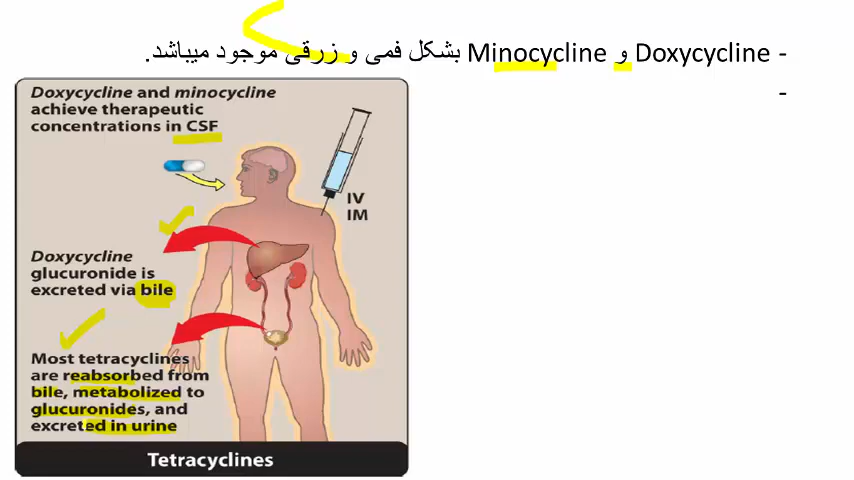 - Doxycycline و Minocycline بشکل فمی و زرقی موجود میباشد.
-
Doxycycline and minocycline
achieve therapeutic
concentrations in CSF
IV
IM
Doxycycline
glucuronide is
excreted via bile
Most tetracyclines
are reabsorbed from
bile, metabolized to
glucuronides, and
excreted in urine
Tetracyclines